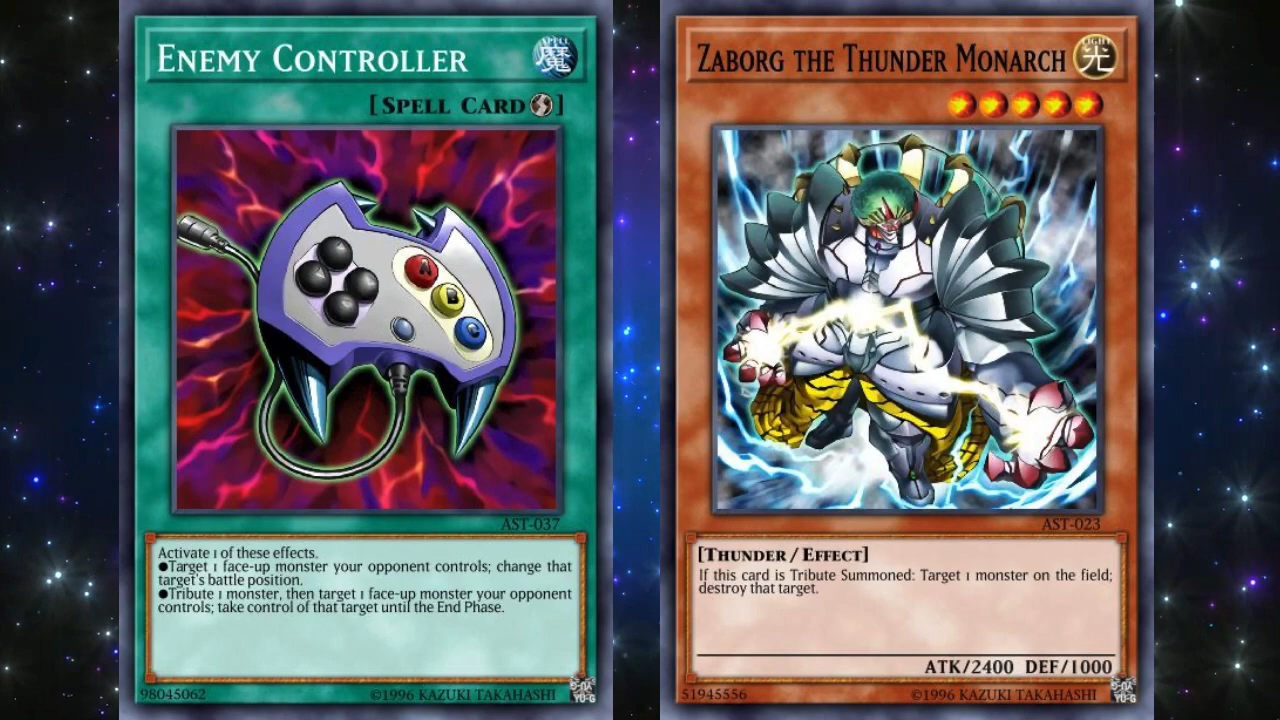 ENEMY CONTROLLER
SPELL
魔
[SPELL CARD]
A
B
C
AST-037
Activate 1 of these effects.
●Target 1 face-up monster your opponent controls; change that
target's battle position.
●Tribute 1 monster, then target 1 face-up monster your opponent
controls; take control of that target until the End Phase.
98045062
©1996 KAZUKI TAKAHASHI
ZABORG THE THUNDER MONARCH
LIGHT
光
AST-023
[THUNDER / EFFECT]
If this card is Tribute Summoned: Target 1 monster on the field;
destroy that target.
ATK/2400 DEF/1000
51945556
©1996 KAZUKI TAKAHASHI